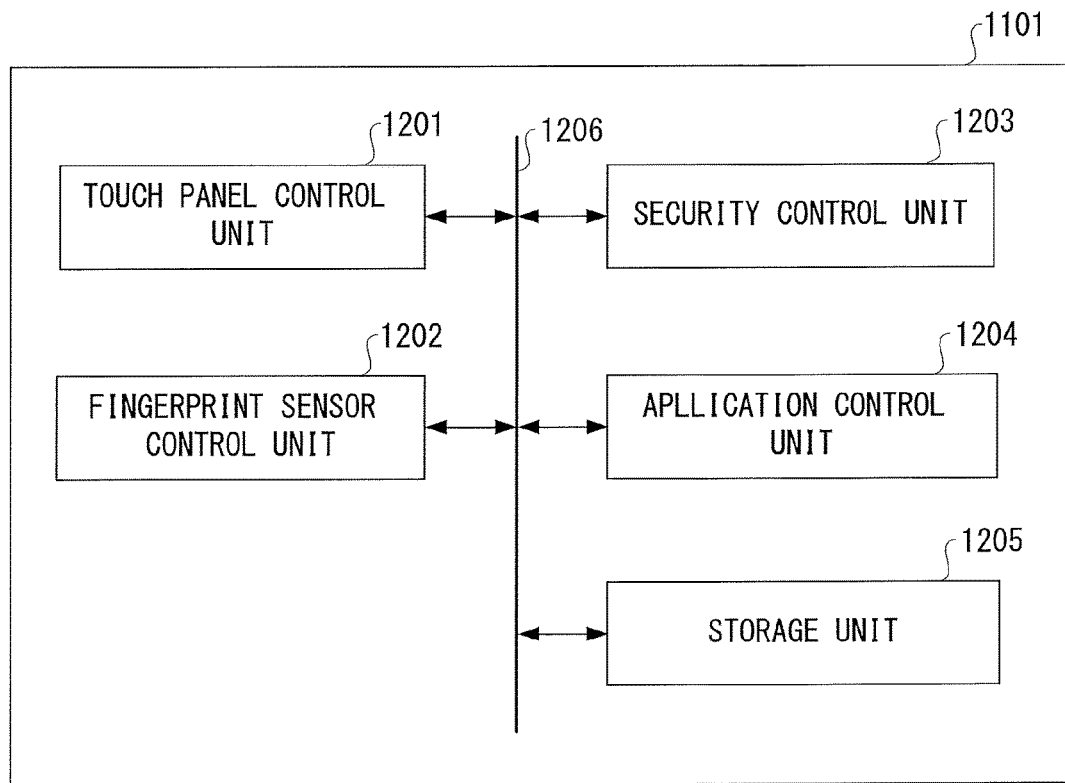 1101
1201
TOUCH PANEL CONTROL
UNIT
1206
1203
SECURITY CONTROL UNIT
1202
FINGERPRINT SENSOR
CONTROL UNIT
1204
APLLICATION CONTROL
UNIT
1205
STORAGE UNIT